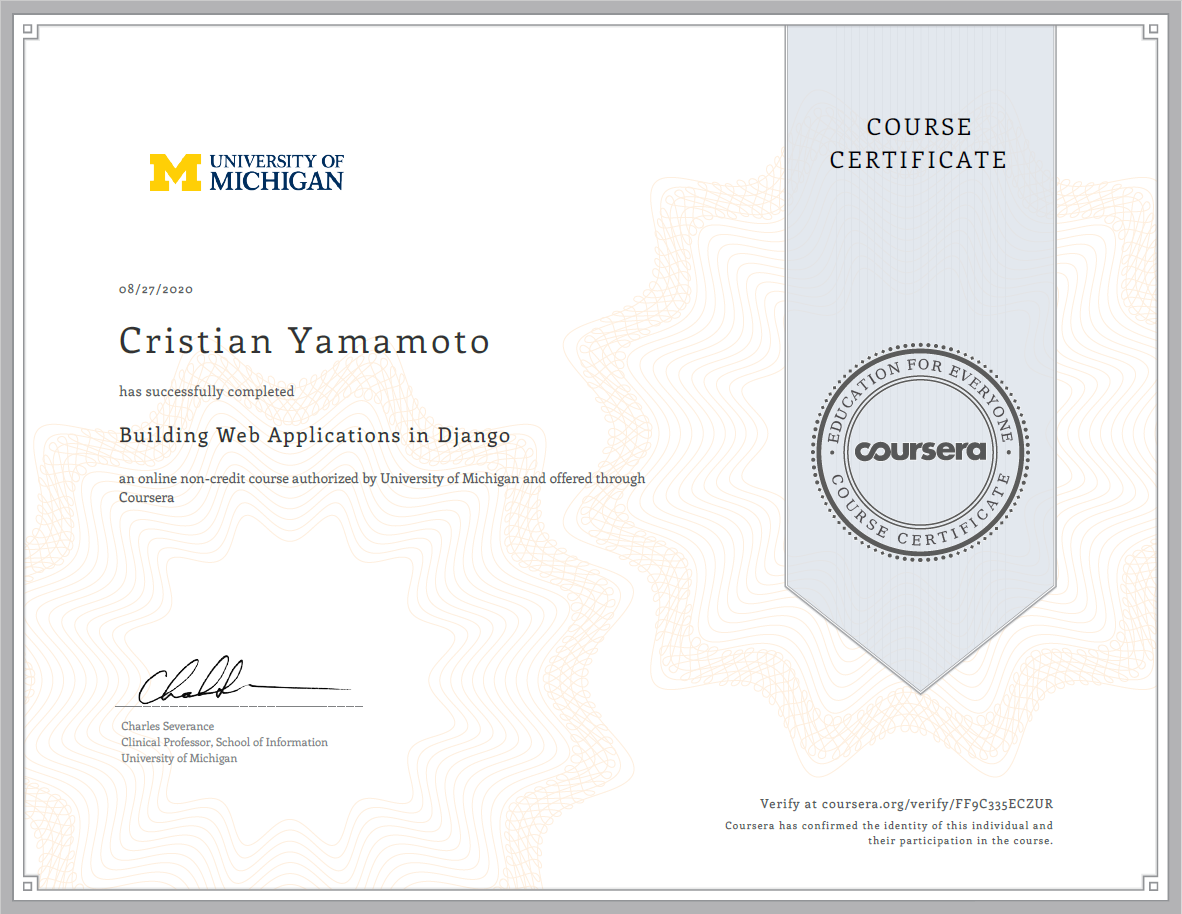 COURSE
CERTIFICATE
UNIVERSITY OF
MICHIGAN
08/27/2020
Cristian Yamamoto
has successfully completed
Building Web Applications in Django
an online non-credit course authorized by University of Michigan and offered through
Coursera
EDUCATION FOR EVERYONE
coursera
COURSE CERTIFICATE
Charles Severance
Clinical Professor, School of Information
University of Michigan
Verify at coursera.org/verify/FF9C335ECZUR
Coursera has confirmed the identity of this individual and
their participation in the course.